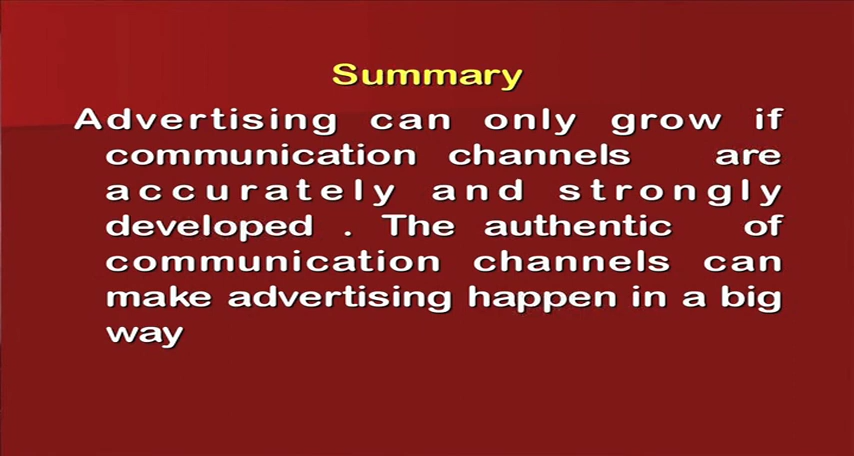 Summary
Advertising can only grow if
communication channels are
accurately and strongly
developed . The authentic of
communication channels can
make advertising happen in a big
way